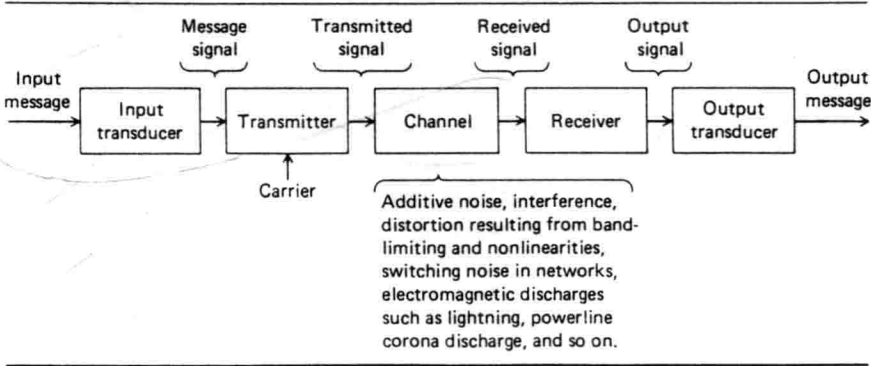 Message signal
Transmitted signal
Received signal
Output signal
Input message
Input transducer
Transmitter
Channel
Receiver
Output transducer
Output message
Carrier
Additive noise, interference,
distortion resulting from band-
limiting and nonlinearities,
switching noise in networks,
electromagnetic discharges
such as lightning, powerline
corona discharge, and so on.